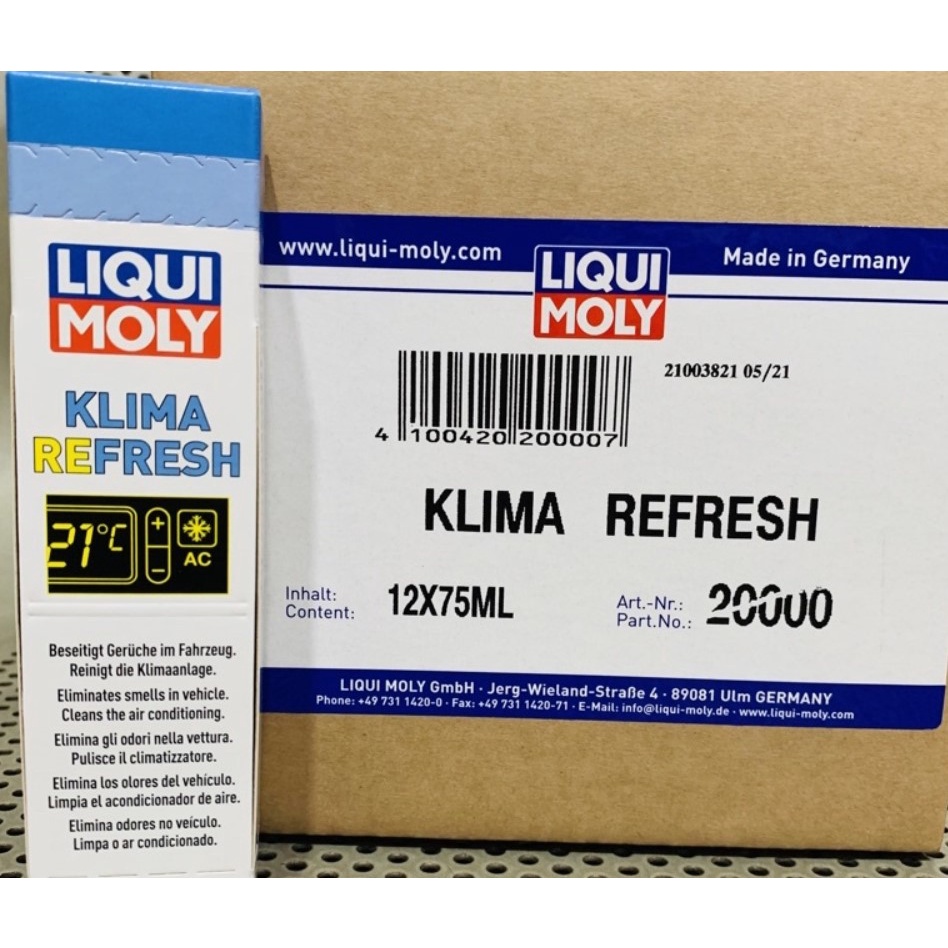 LIQUI
MOLY
KLIMA
REFRESH
21°C
+
−
AC
Beseitigt Gerüche im Fahrzeug.
Reinigt die Klimaanlage.
Eliminates smells in vehicle.
Cleans the air conditioning.
Elimina gli odori nella vettura.
Pulisce il climatizzatore.
Elimina los olores del vehículo.
Limpia el acondicionador de aire.
Elimina odores no veículo.
Limpa o ar condicionado.
www.liqui-moly.com
LIQUI
MOLY
Made in Germany
21003821 05/21
4 100420 200007
KLIMA REFRESH
Inhalt:
Content:
12X75ML
Art.-Nr.:
Part.No.:
20000
LIQUI MOLY GmbH · Jerg-Wieland-Straße 4 · 89081 Ulm GERMANY
Phone: +49 731 1420-0 · Fax: +49 731 1420-71 · E-Mail: info@liqui-moly.de · www.liqui-moly.com